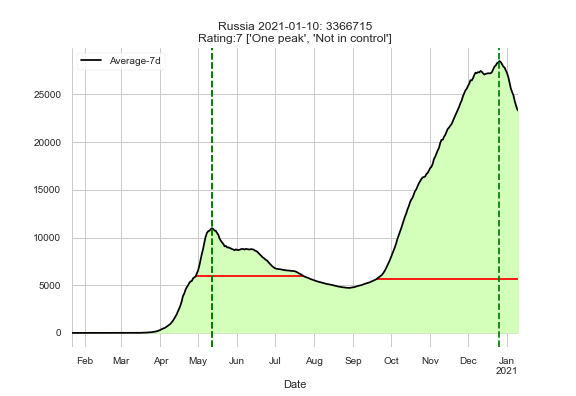 Russia 2021-01-10: 3366715
Rating:7 ['One peak', 'Not in control']
Average-7d
25000
20000
15000
10000
5000
0
Feb Mar Apr May Jun Jul Aug Sep Oct Nov Dec Jan
2021
Date